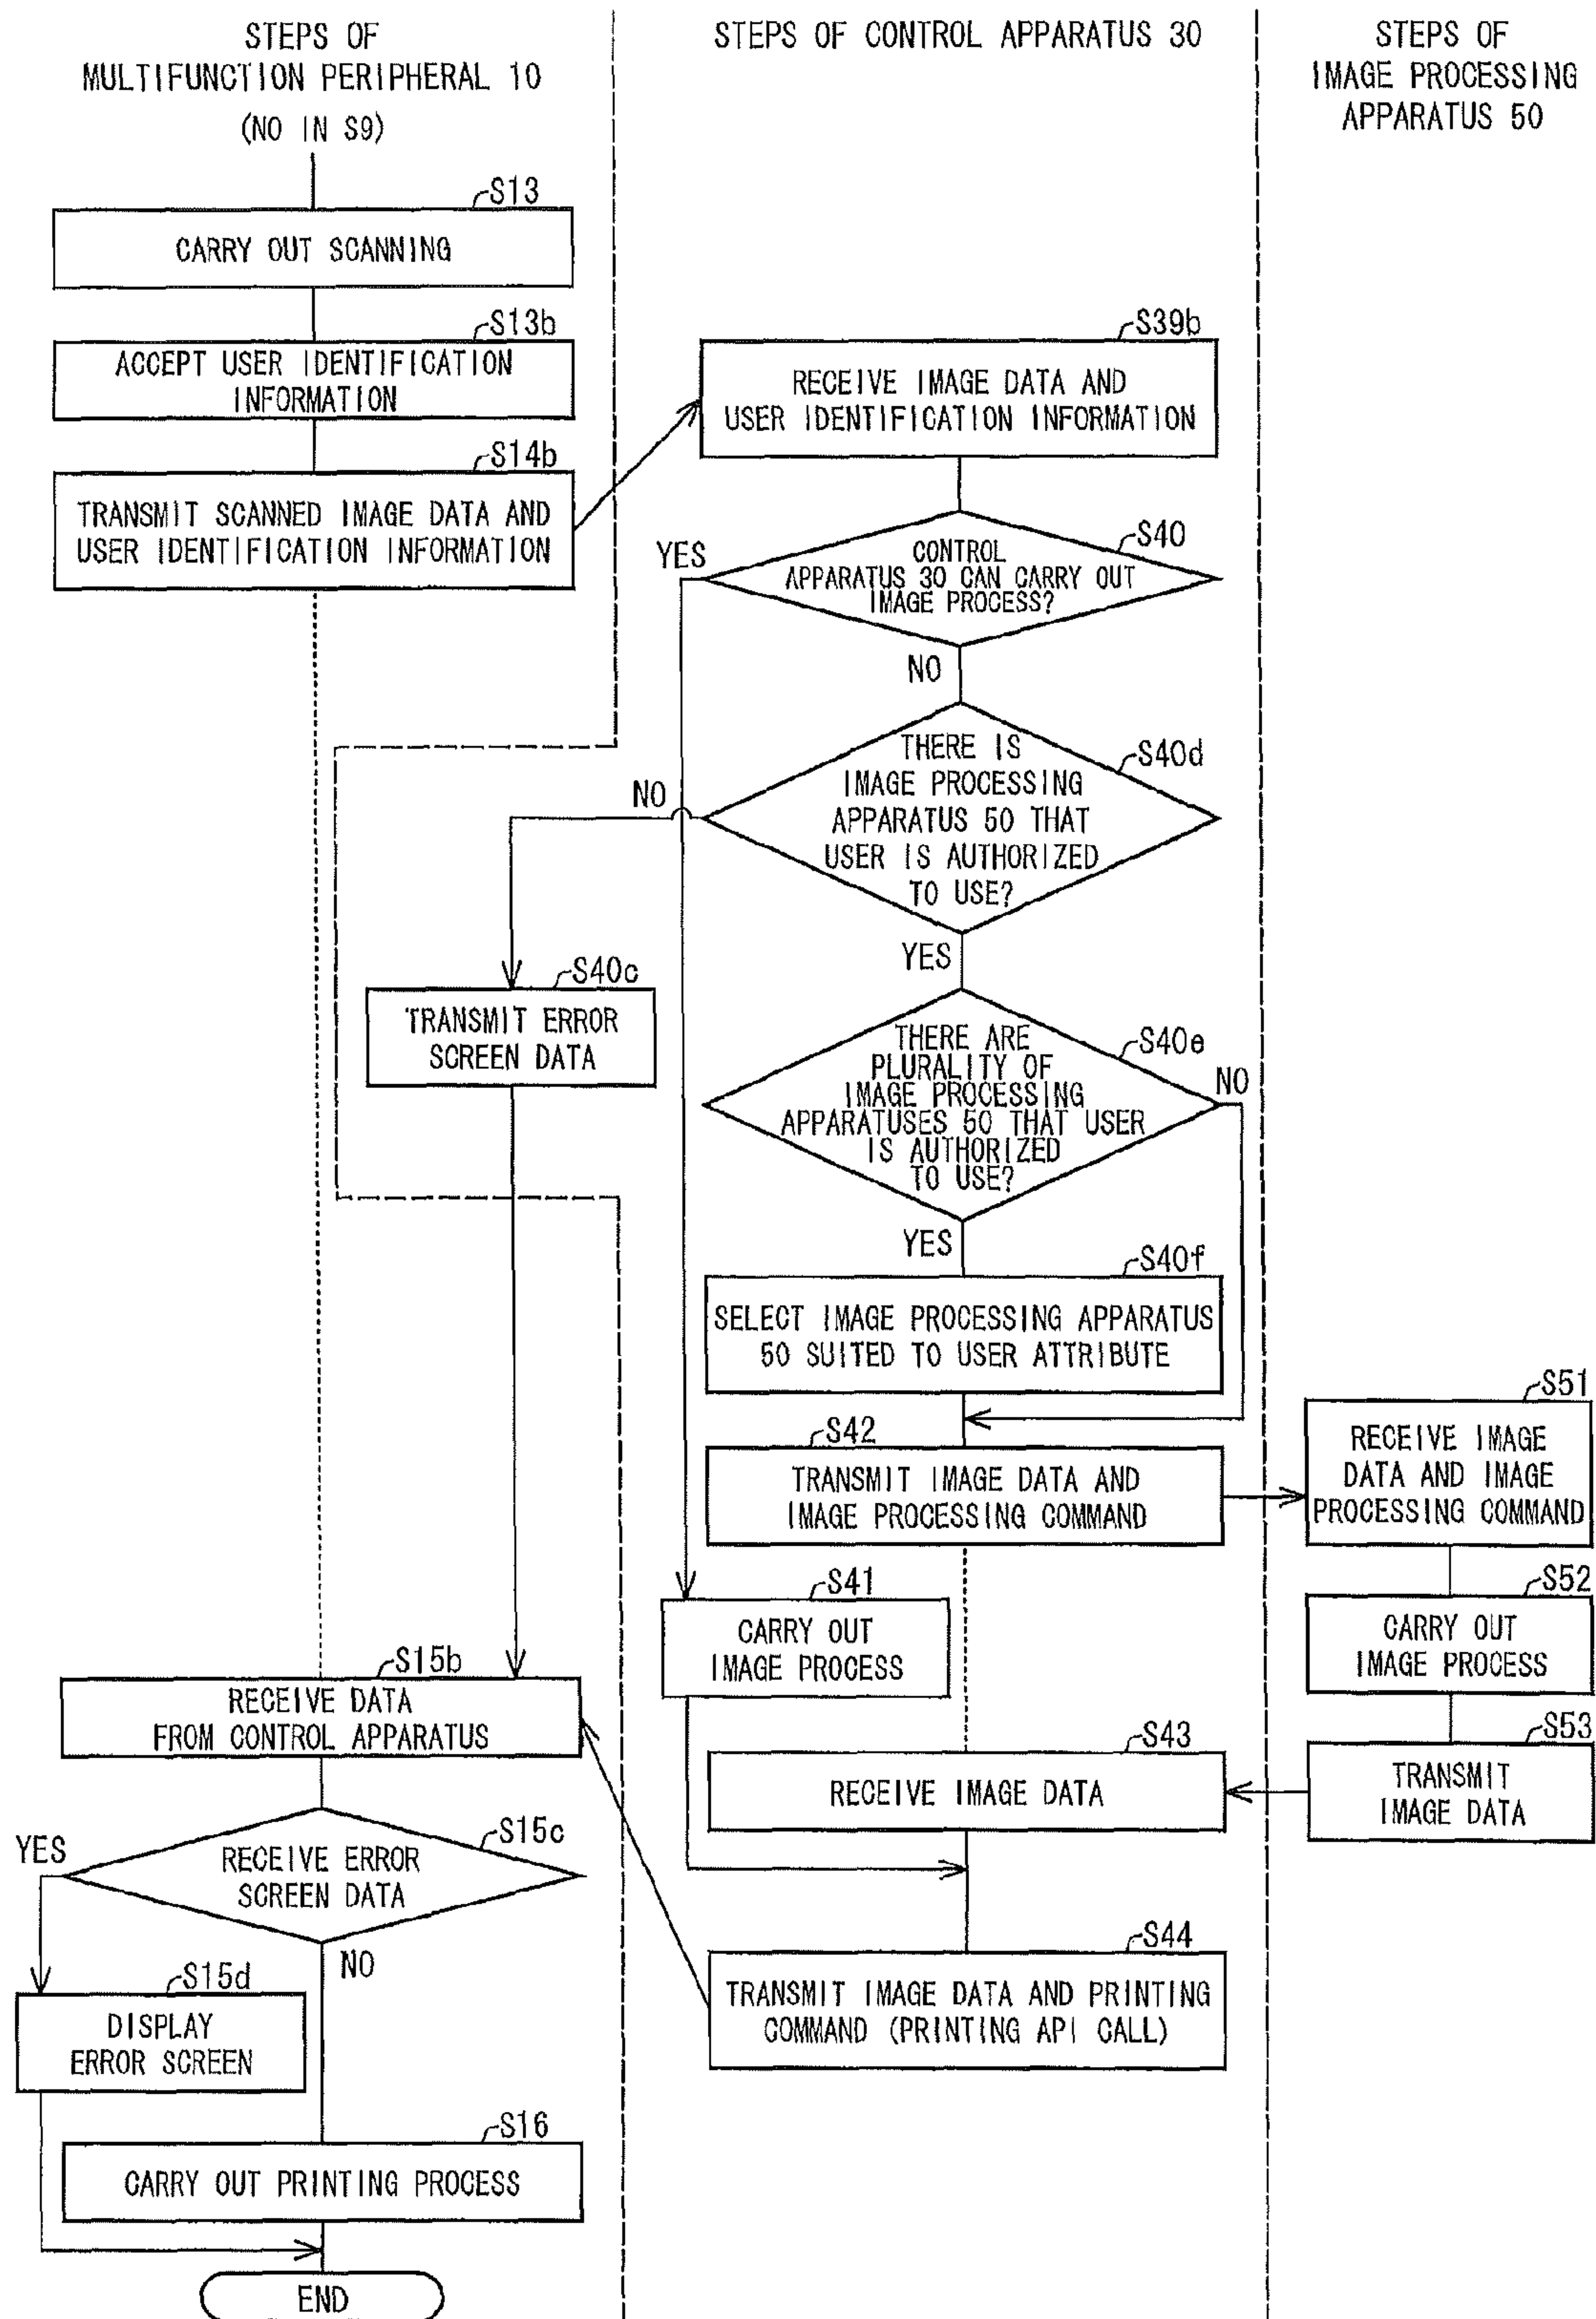 STEPS OF
MULTIFUNCTION PERIPHERAL 10
(NO IN S9)
STEPS OF CONTROL APPARATUS 30
STEPS OF
IMAGE PROCESSING
APPARATUS 50
S13
CARRY OUT SCANNING
S13b
ACCEPT USER IDENTIFICATION
INFORMATION
S14b
TRANSMIT SCANNED IMAGE DATA AND
USER IDENTIFICATION INFORMATION
S39b
RECEIVE IMAGE DATA AND
USER IDENTIFICATION INFORMATION
S40
CONTROL
APPARATUS 30 CAN CARRY OUT
IMAGE PROCESS?
YES
NO
S40d
THERE IS
IMAGE PROCESSING
APPARATUS 50 THAT
USER IS AUTHORIZED
TO USE?
NO
YES
S40c
TRANSMIT ERROR
SCREEN DATA
S40e
THERE ARE
PLURALITY OF
IMAGE PROCESSING
APPARATUSES 50 THAT USER
IS AUTHORIZED
TO USE?
NO
YES
S40f
SELECT IMAGE PROCESSING APPARATUS
50 SUITED TO USER ATTRIBUTE
S42
TRANSMIT IMAGE DATA AND
IMAGE PROCESSING COMMAND
S51
RECEIVE IMAGE
DATA AND IMAGE
PROCESSING COMMAND
S41
CARRY OUT
IMAGE PROCESS
S52
CARRY OUT
IMAGE PROCESS
S15b
RECEIVE DATA
FROM CONTROL APPARATUS
S43
RECEIVE IMAGE DATA
S53
TRANSMIT
IMAGE DATA
S15c
RECEIVE ERROR
SCREEN DATA
YES
NO
S15d
DISPLAY
ERROR SCREEN
S44
TRANSMIT IMAGE DATA AND PRINTING
COMMAND (PRINTING API CALL)
S16
CARRY OUT PRINTING PROCESS
END